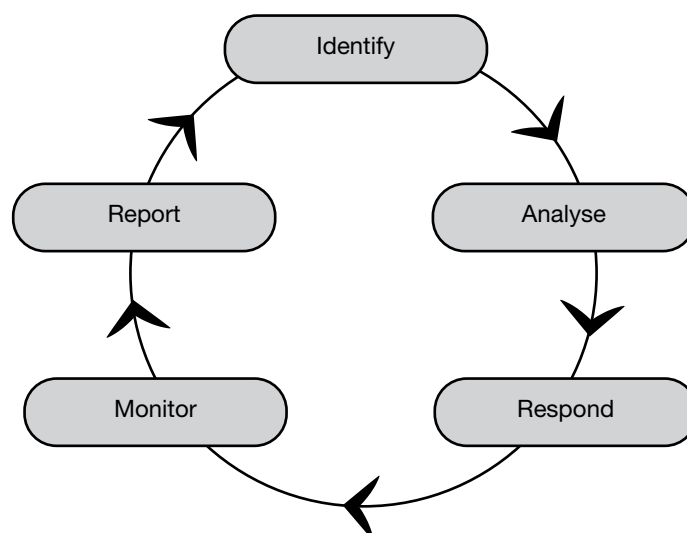 Identify
Analyse
Respond
Monitor
Report